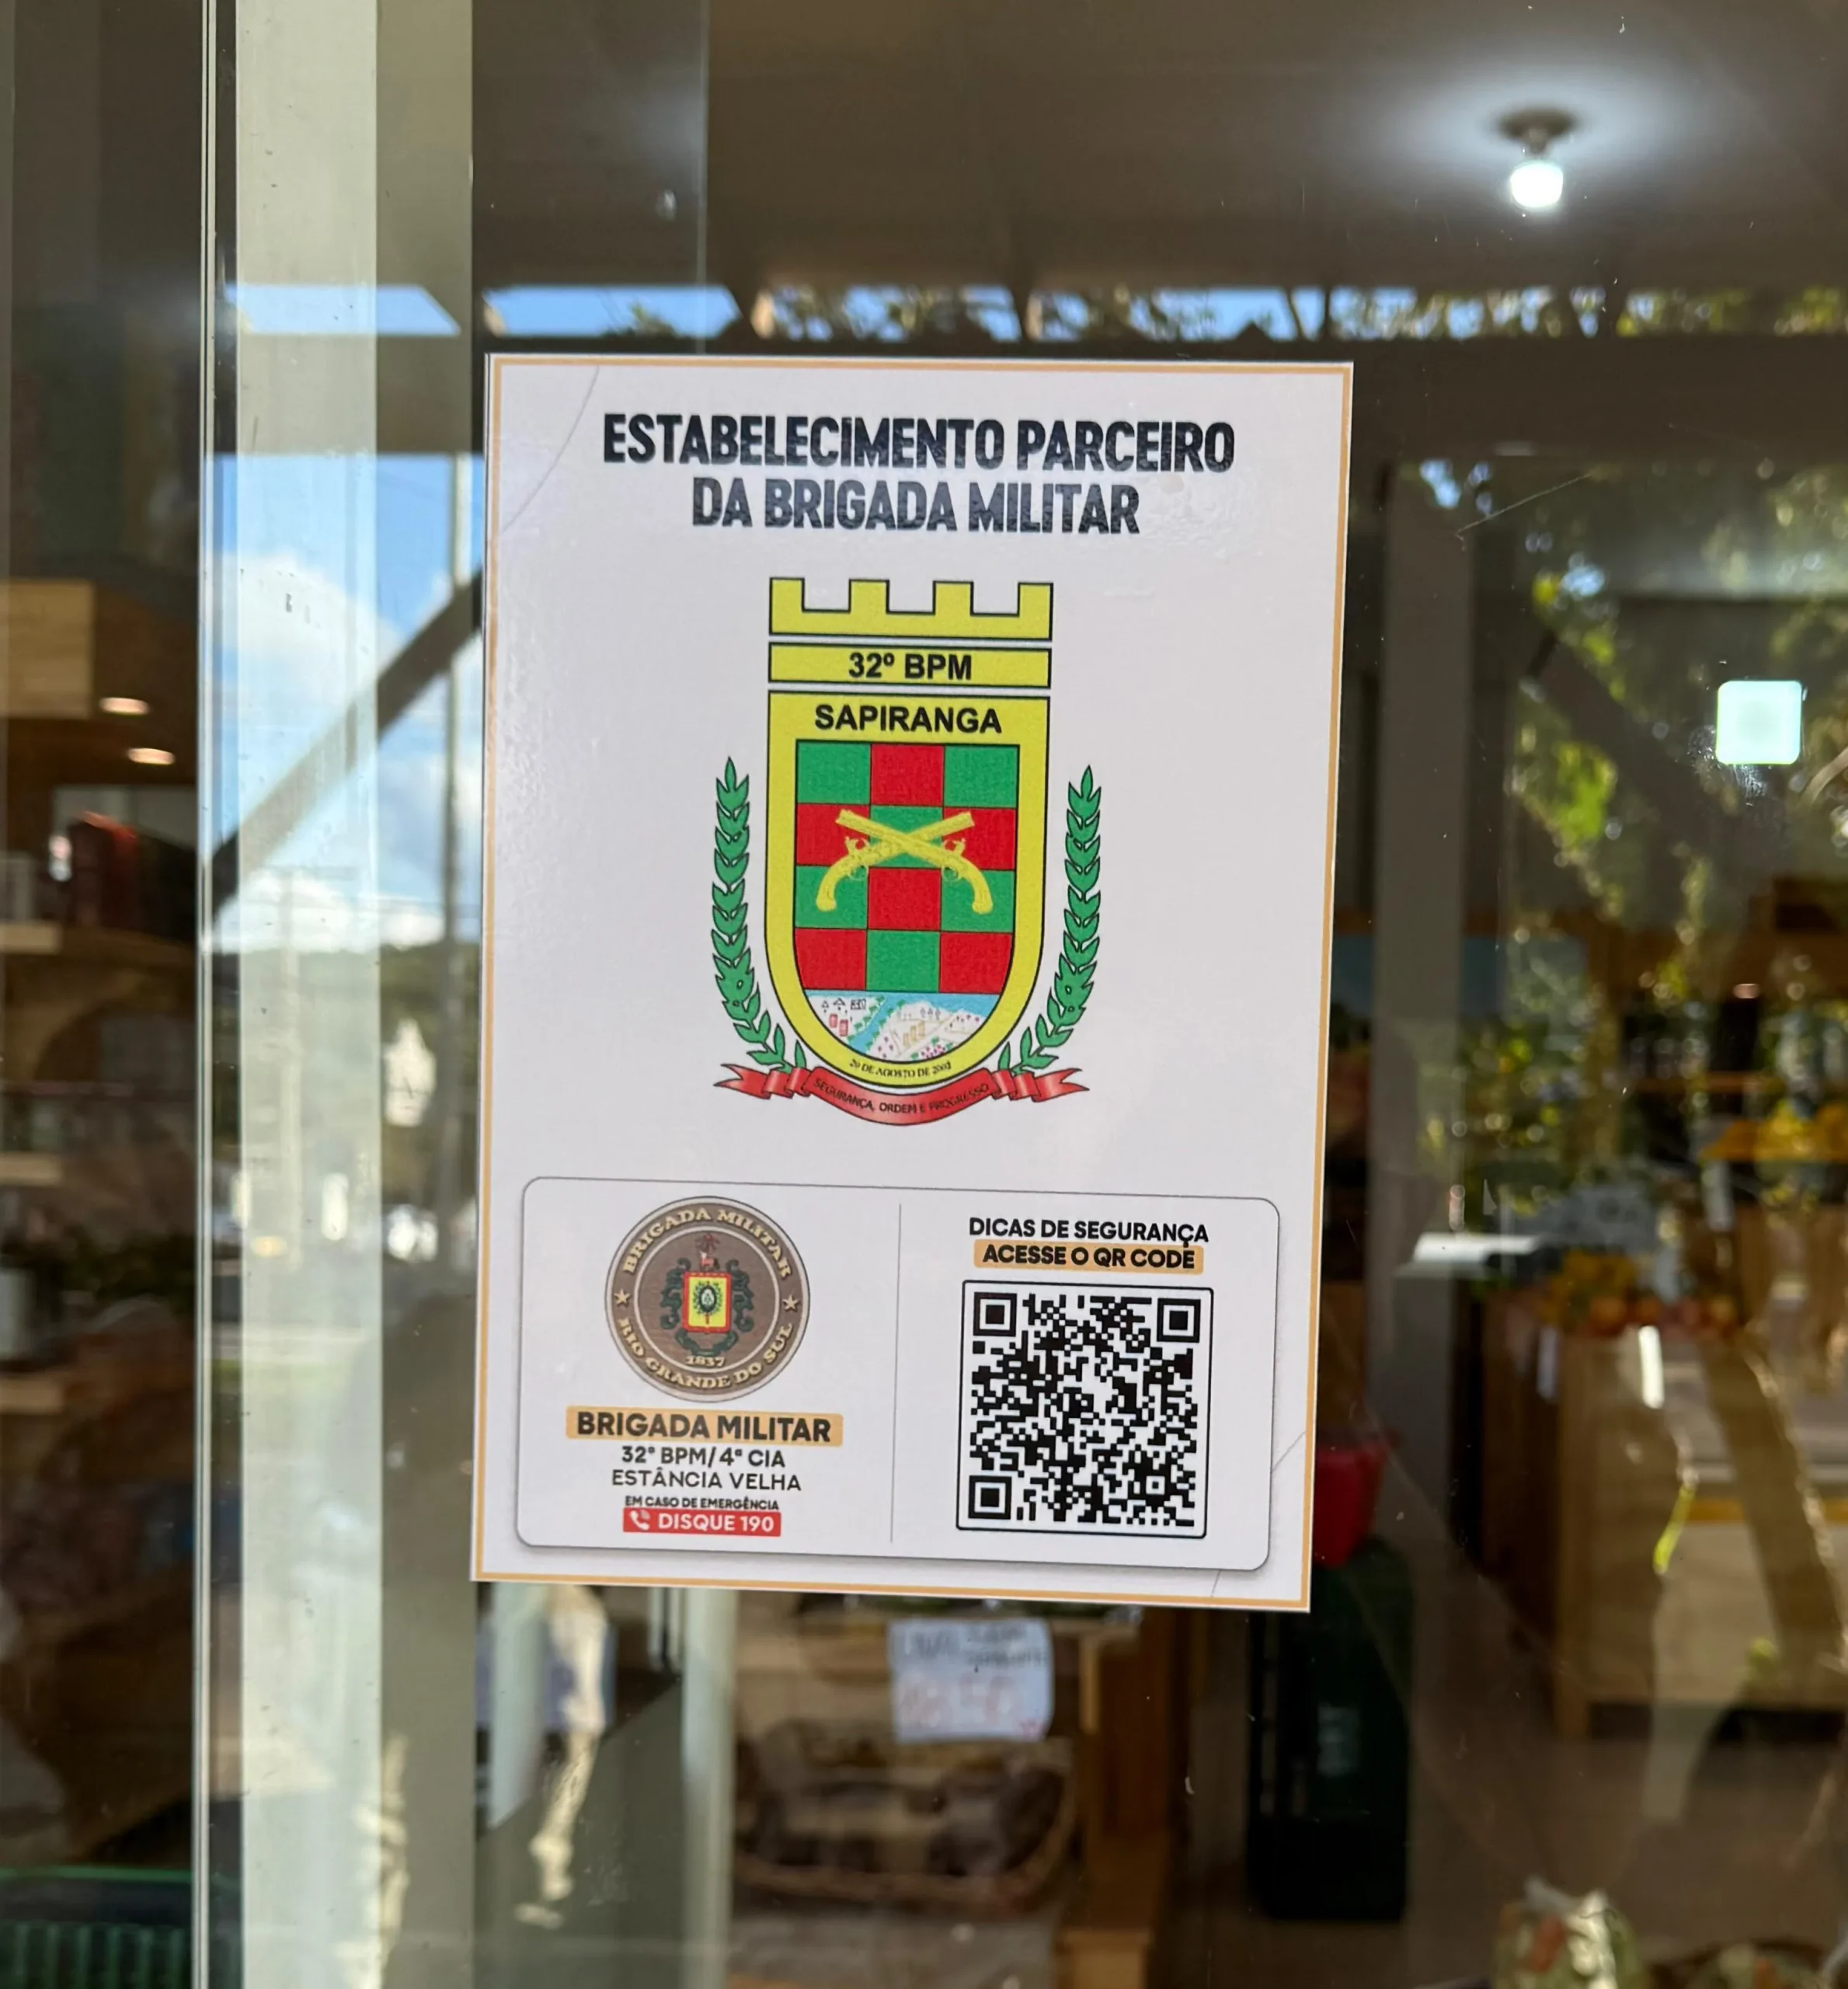 ESTABELECIMENTO PARCEIRO
DA BRIGADA MILITAR
32º BPM
SAPIRANGA
20 DE AGOSTO DE 2002
SEGURANÇA, ORDEM E PROGRESSO
BRIGADA MILITAR
1837
RIO GRANDE DO SUL
BRIGADA MILITAR
32º BPM/4ª CIA
ESTÂNCIA VELHA
EM CASO DE EMERGÊNCIA
DISQUE 190
DICAS DE SEGURANÇA
ACESSE O QR CODE